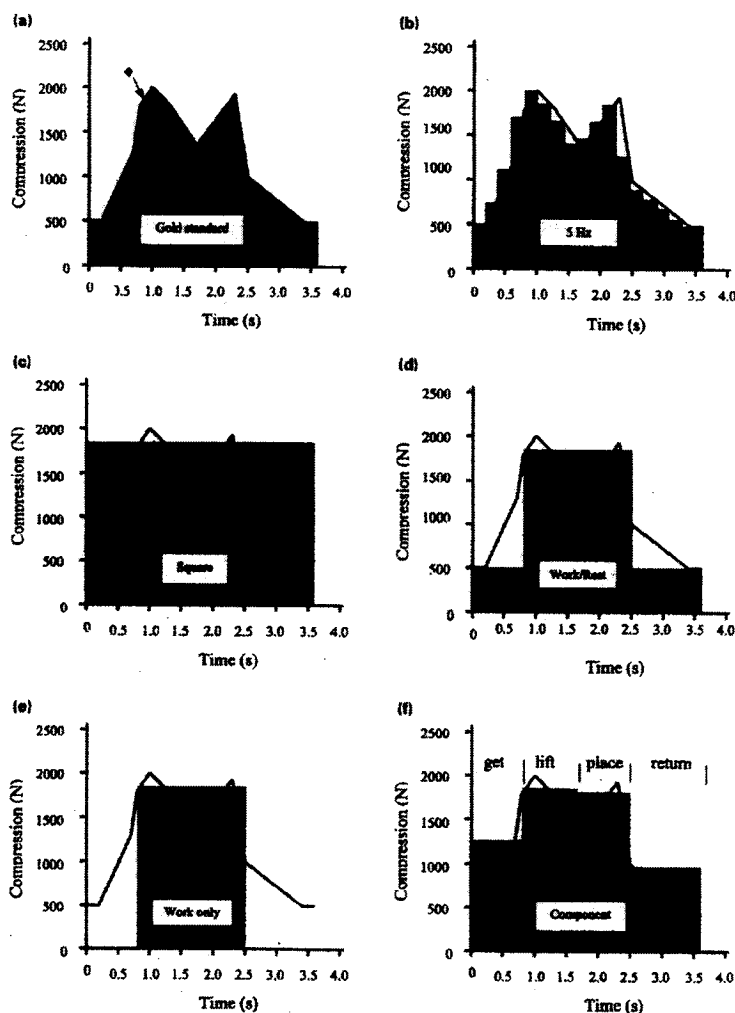 (a)
2500
2000
1500
1000
500
0
Compression (N)
Gold standard
0 0.5 1.0 1.5 2.0 2.5 3.0 3.5 4.0
Time (s)
(b)
2500
2000
1500
1000
500
0
Compression (N)
5 Hz
0 0.5 1.0 1.5 2.0 2.5 3.0 3.5 4.0
Time (s)
(c)
2500
2000
1500
1000
500
0
Compression (N)
Square
0 0.5 1.0 1.5 2.0 2.5 3.0 3.5 4.0
Time (s)
(d)
2500
2000
1500
1000
500
0
Compression (N)
Work/Rest
0 0.5 1.0 1.5 2.0 2.5 3.0 3.5 4.0
Time (s)
(e)
2500
2000
1500
1000
500
0
Compression (N)
Work only
0 0.5 1.0 1.5 2.0 2.5 3.0 3.5 4.0
Time (s)
(f)
2500
2000
1500
1000
500
0
Compression (N)
get | lift | place | return |
Component
0 0.5 1.0 1.5 2.0 2.5 3.0 3.5 4.0
Time (s)